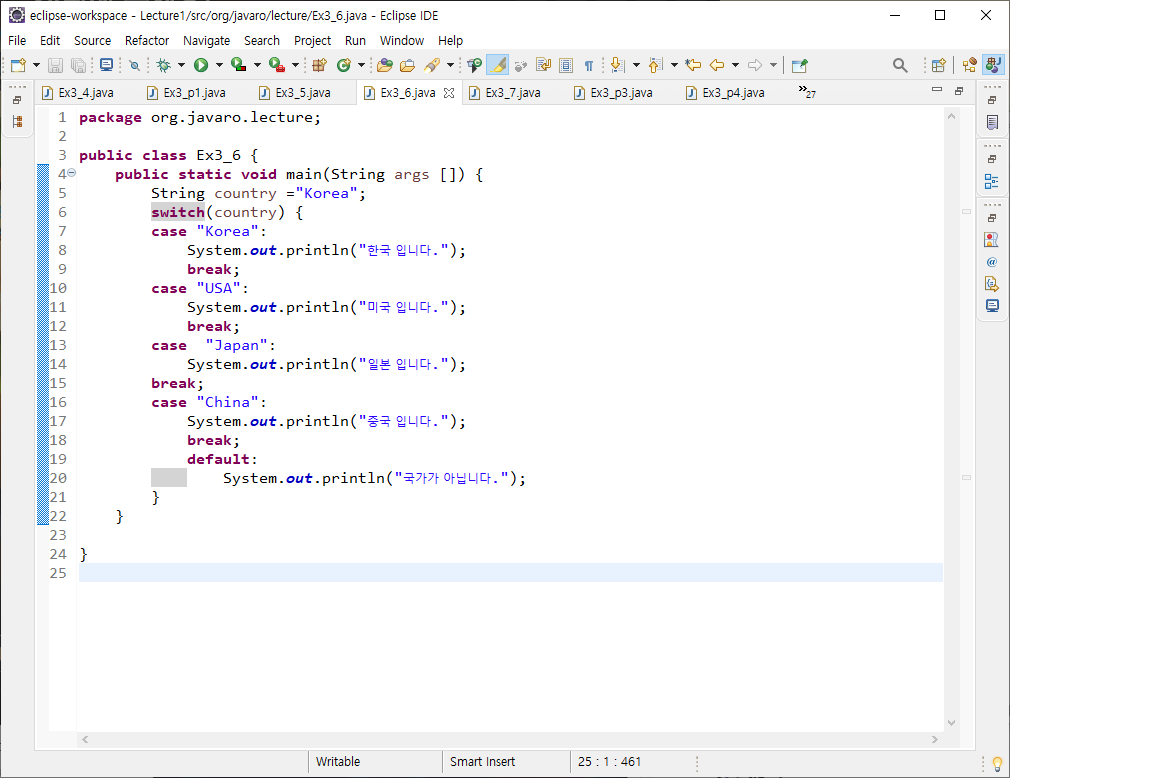 eclipse-workspace - Lecture1/src/org/javaro/lecture/Ex3_6.java - Eclipse IDE
File Edit Source Refactor Navigate Search Project Run Window Help
Ex3_4.java Ex3_p1.java Ex3_5.java Ex3_6.java Ex3_7.java Ex3_p3.java Ex3_p4.java »27
1 package org.javaro.lecture;
2
3 public class Ex3_6 {
4 public static void main(String args []) {
5 String country ="Korea";
6 switch(country) {
7 case "Korea":
8 System.out.println("한국 입니다.");
9 break;
10 case "USA":
11 System.out.println("미국 입니다.");
12 break;
13 case  "Japan":
14 System.out.println("일본 입니다.");
15 break;
16 case "China":
17 System.out.println("중국 입니다.");
18 break;
19 default:
20 System.out.println("국가가 아닙니다.");
21 }
22 }
23
24 }
25
Writable Smart Insert 25 : 1 : 461